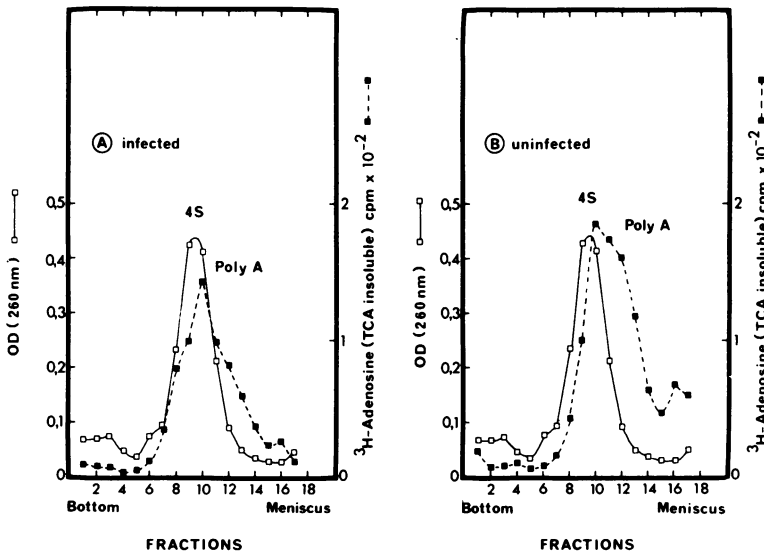 A infected
4S
Poly A
OD (260 nm)
0,5
0,4
0,3
0,2
0,1
0
2
1
0
³H-Adenosine (TCA insoluble) cpm x 10⁻²
2 4 6 8 10 12 14 16 18
Bottom Meniscus
FRACTIONS
B uninfected
4S
Poly A
OD (260 nm)
0,5
0,4
0,3
0,2
0,1
0
2
1
0
³H-Adenosine (TCA insoluble) cpm x 10⁻²
2 4 6 8 10 12 14 16 18
Bottom Meniscus
FRACTIONS